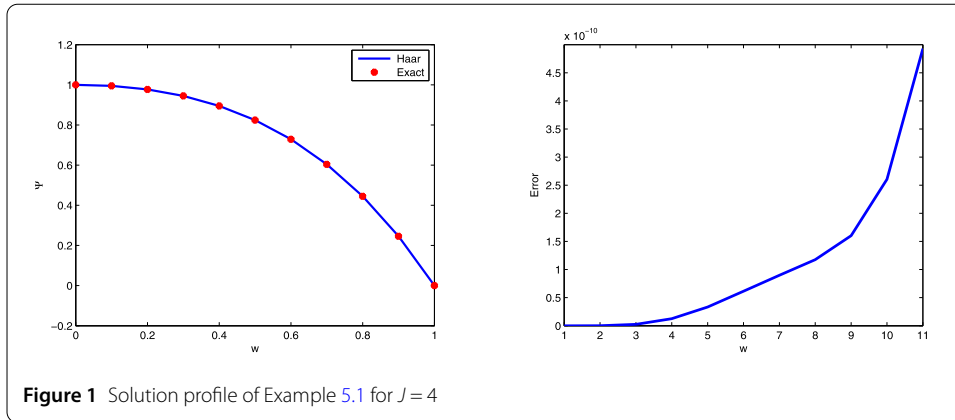 1.2
1
0.8
0.6
0.4
0.2
0
−0.2
Ψ
0 0.2 0.4 0.6 0.8 1
w
Haar
Exact
x 10⁻¹⁰
4.5
4
3.5
3
2.5
2
1.5
1
0.5
0
Error
1 2 3 4 5 6 7 8 9 10 11
w
Figure 1 Solution profile of Example 5.1 for J = 4